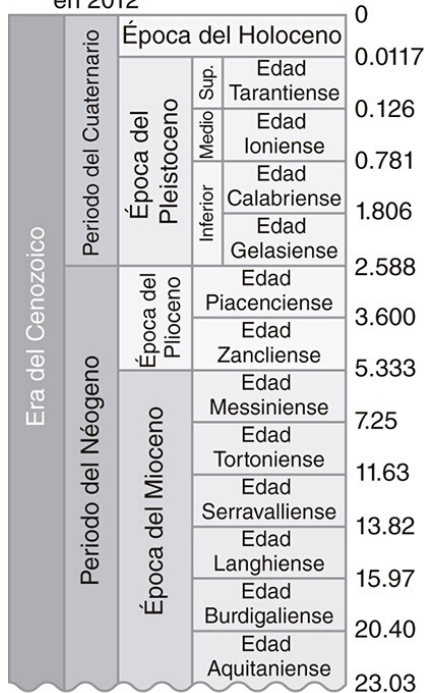 en 2012
0
Época del Holoceno
0.0117
Era del Cenozoico
Periodo del Cuaternario
Época del
Pleistoceno
Sup.
Edad
Tarantiense
0.126
Medio
Edad
Ioniense
0.781
Inferior
Edad
Calabriense
1.806
Edad
Gelasiense
2.588
Periodo del Néogeno
Época del
Plioceno
Edad
Piacenciense
3.600
Edad
Zancliense
5.333
Época del Mioceno
Edad
Messiniense
7.25
Edad
Tortoniense
11.63
Edad
Serravalliense
13.82
Edad
Langhiense
15.97
Edad
Burdigaliense
20.40
Edad
Aquitaniense
23.03